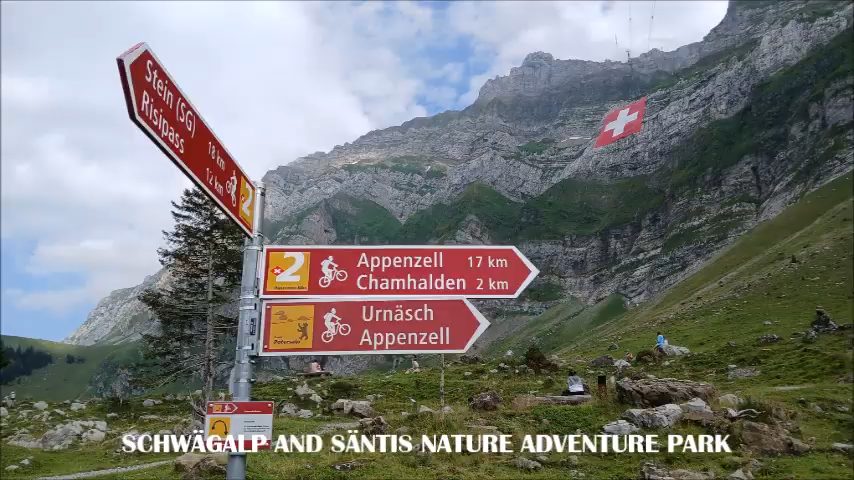 Stein (SG) 18 km
Risipass 12 km
2
2
Appenzell 17 km
Chamhalden 2 km
Urnäsch
Appenzell
SCHWÄGALP AND SÄNTIS NATURE ADVENTURE PARK